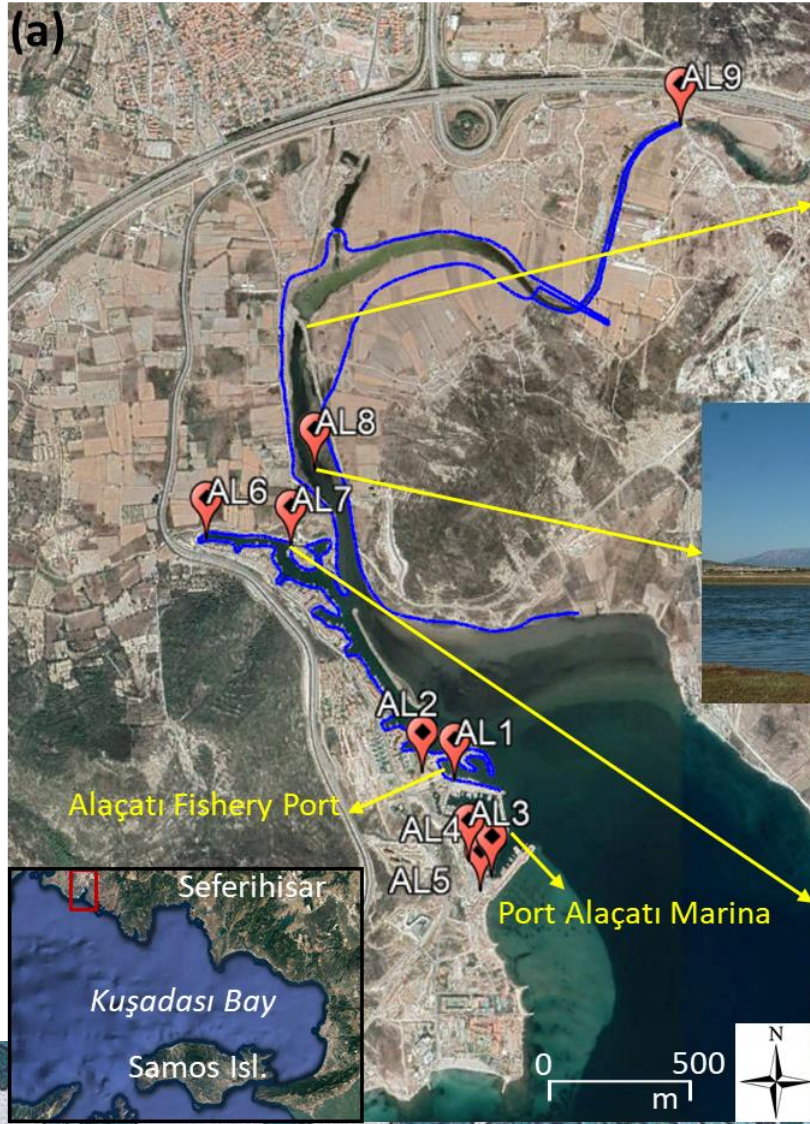 (a)
AL9
AL8
AL6
AL7
AL2
AL1
Alaçatı Fishery Port
AL4
AL3
AL5
Port Alaçatı Marina
Seferihisar
Kuşadası Bay
Samos Isl.
0 500
m
N